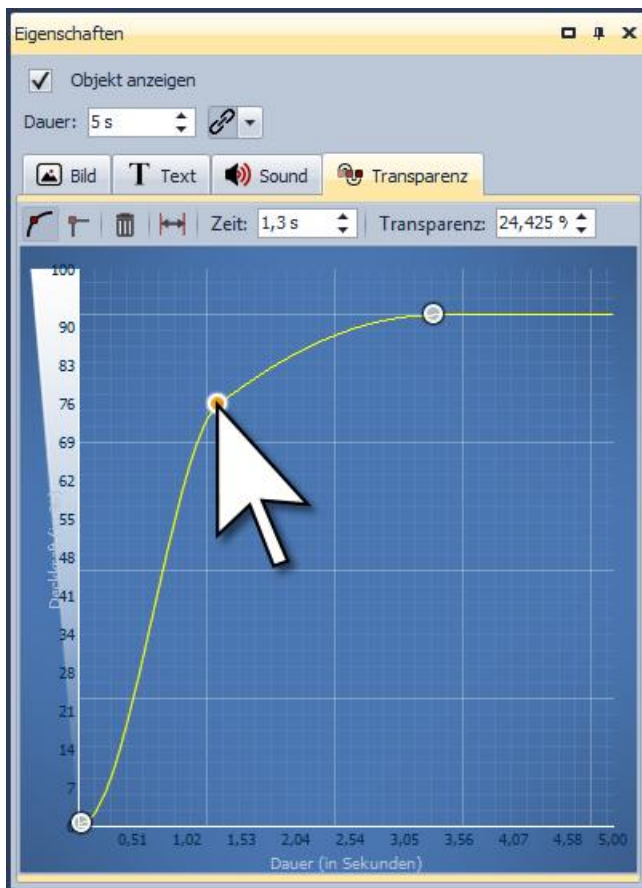 Eigenschaften
Objekt anzeigen
Dauer: 5 s
Bild Text Sound Transparenz
Zeit: 1,3 s Transparenz: 24,425 %
100
90
83
76
69
62
55
48
41
34
28
21
14
7
0,51 1,02 1,53 2,04 2,54 3,05 3,56 4,07 4,58 5,00
Dauer (in Sekunden)